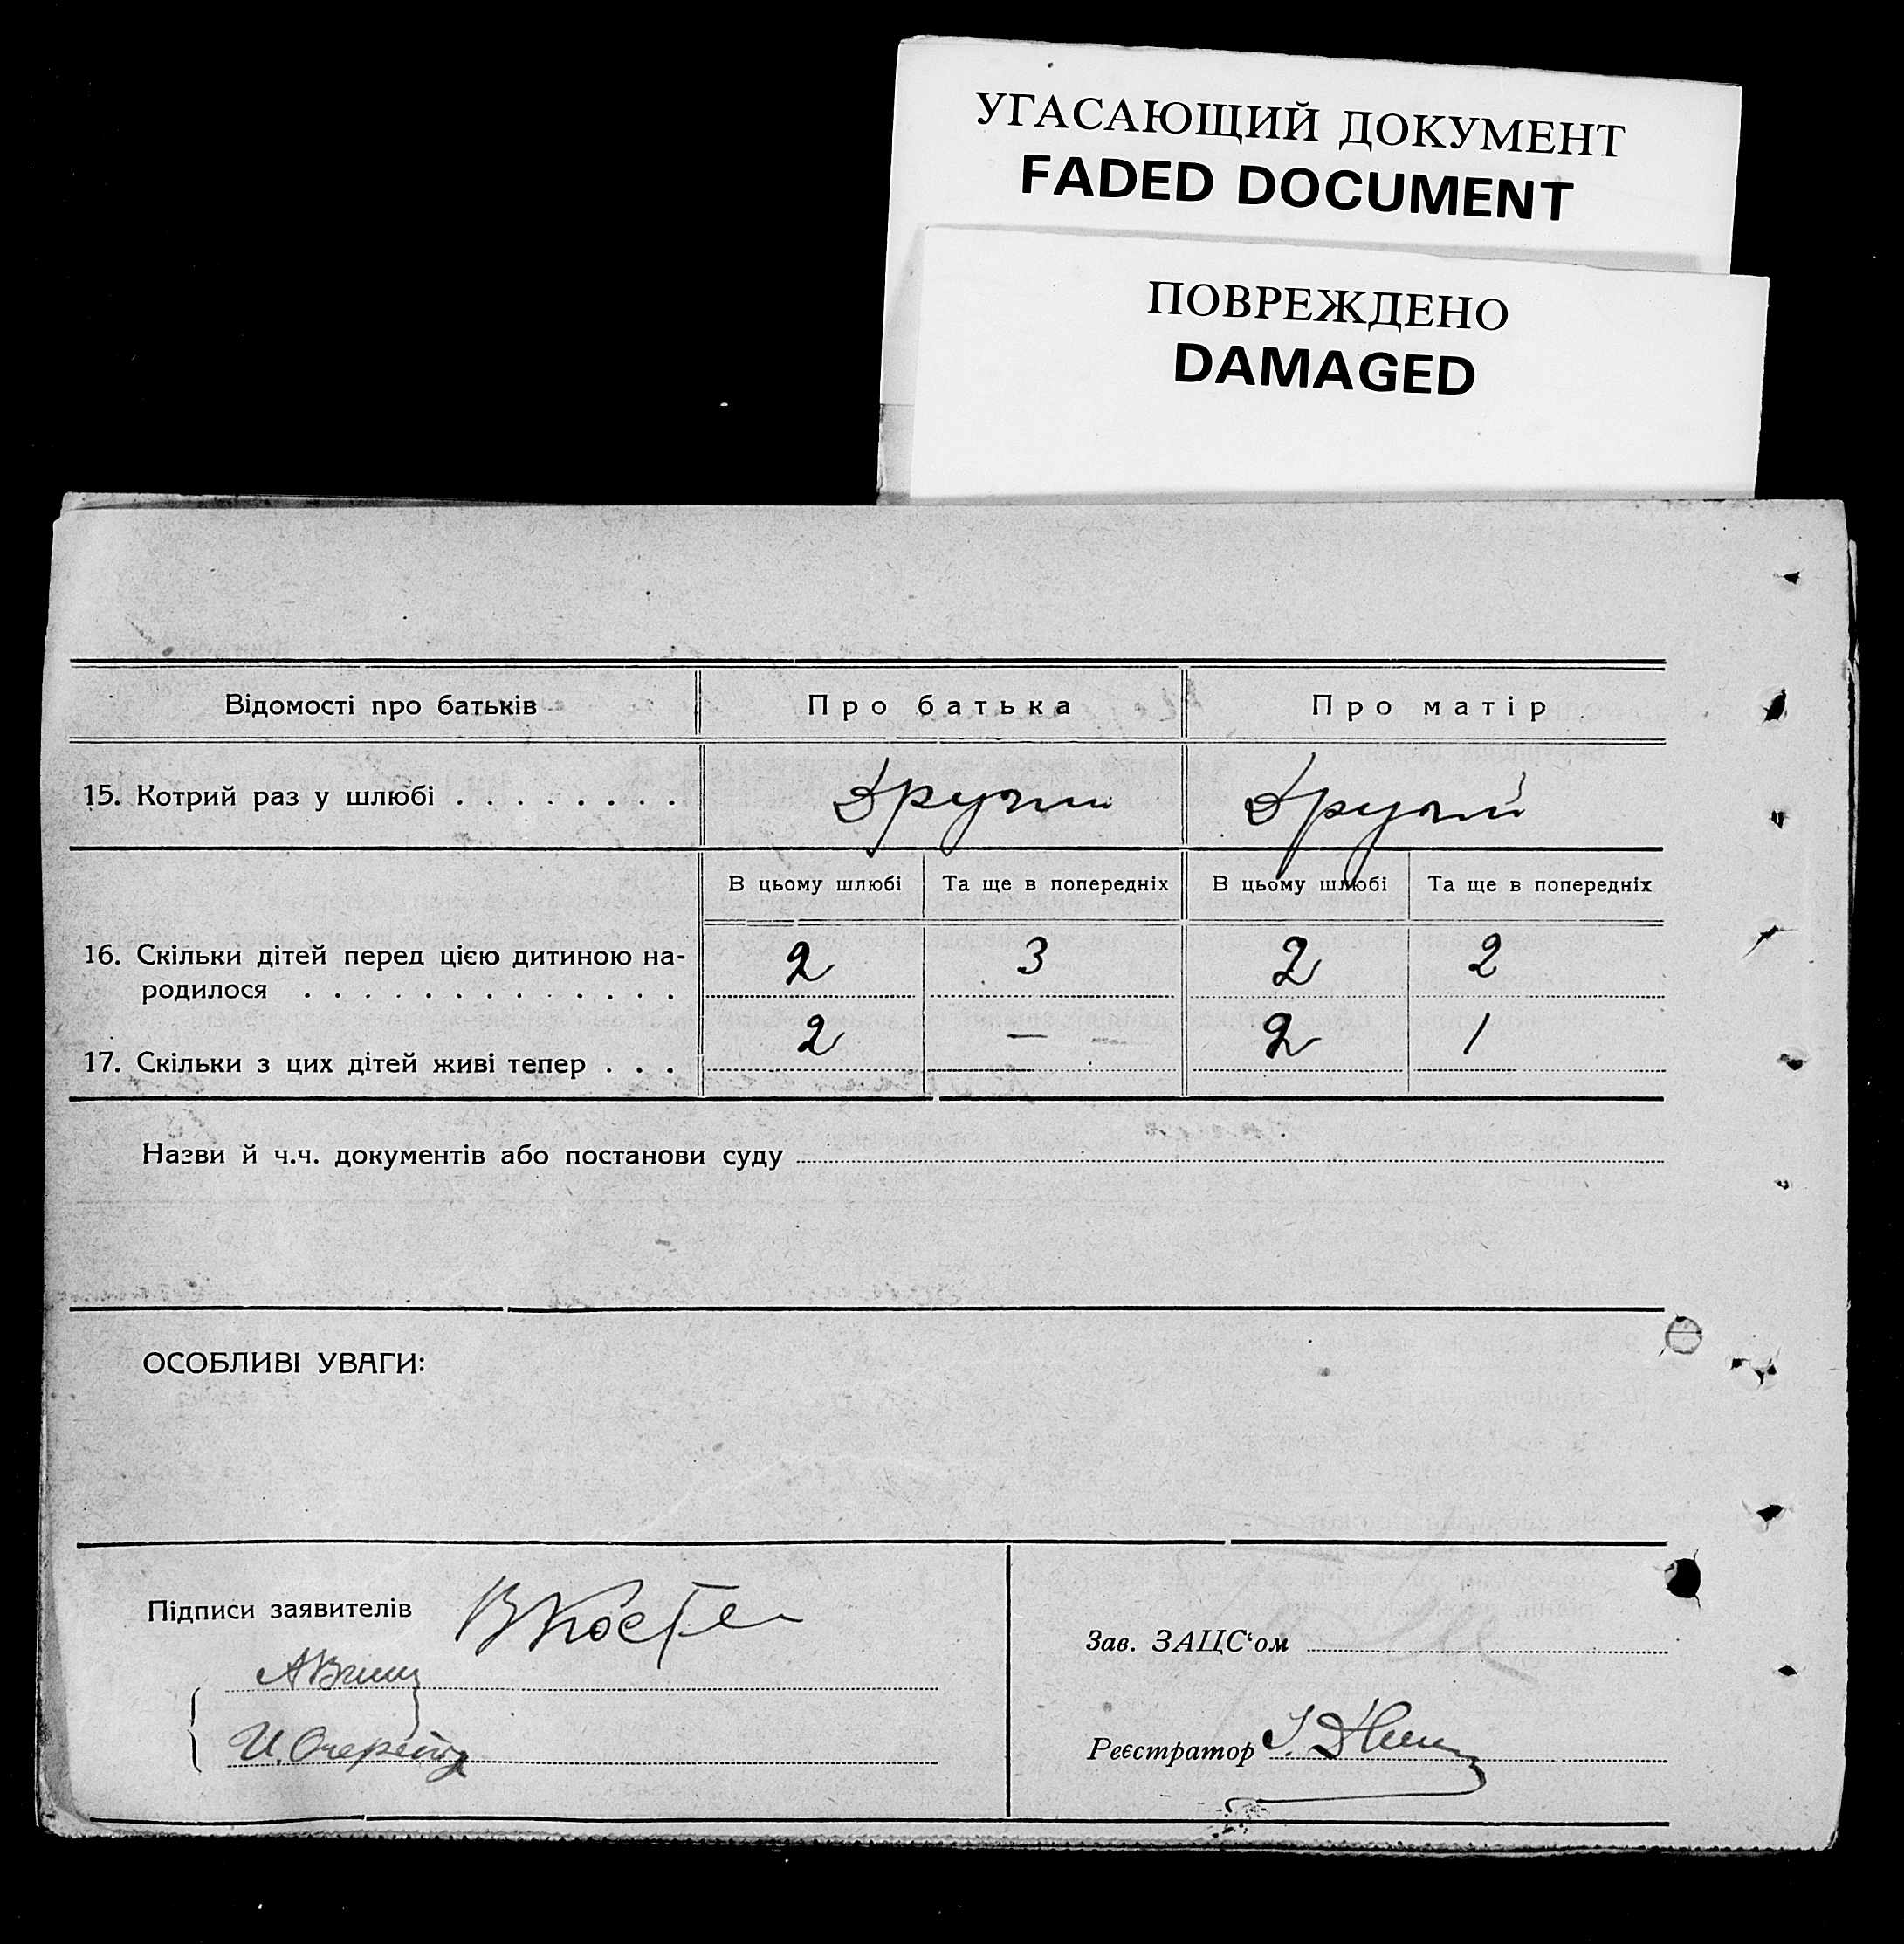 УГАСАЮЩИЙ ДОКУМЕНТ
FADED DOCUMENT
ПОВРЕЖДЕНО
DAMAGED
Відомості про батьків Про батька Про матір
15. Котрий раз у шлюбі . . . . . . . . Другий Другий
В цьому шлюбі Та ще в попередніх В цьому шлюбі Та ще в попередніх
16. Скільки дітей перед цією дитиною на-
родилося . . . . . . . . . . . . . 2 3 2 2
17. Скільки з цих дітей живі тепер . . . 2 — 2 1
Назви й ч.ч. документів або постанови суду
ОСОБЛИВІ УВАГИ:
Підписи заявителів
Зав. ЗАЦС‘ом
Реєстратор